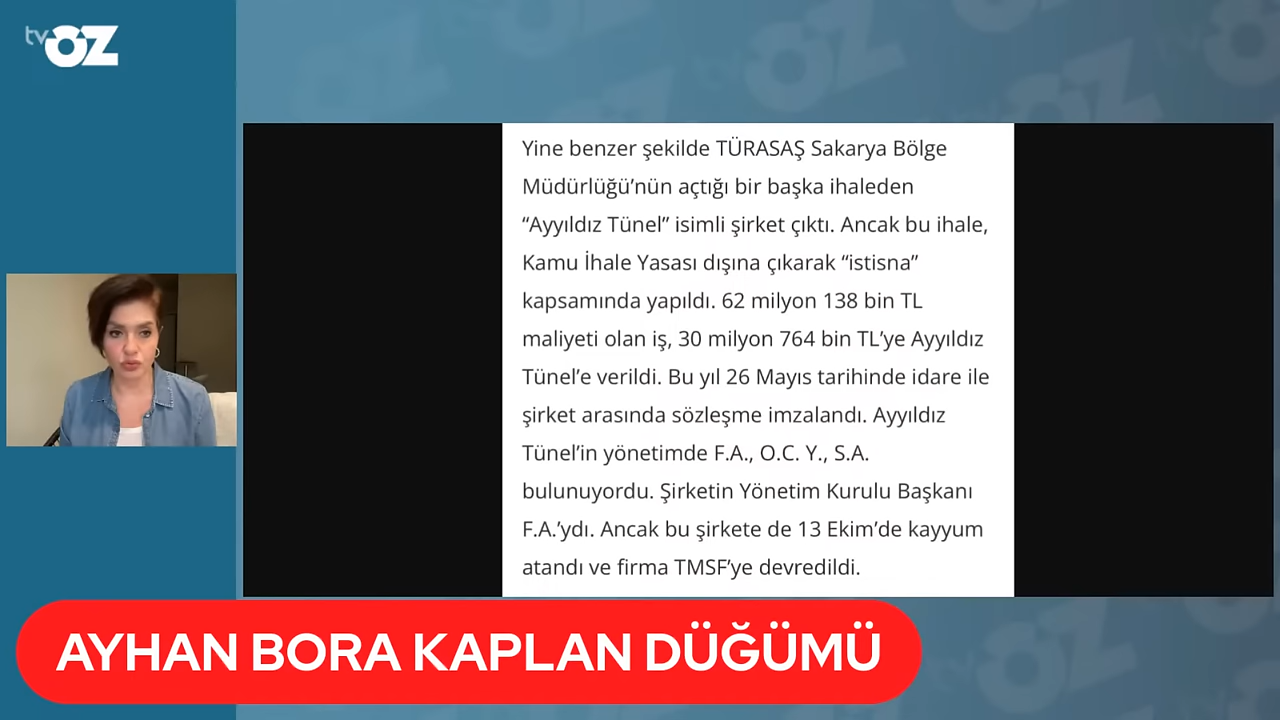 tv ÖZ
Yine benzer şekilde TÜRASAŞ Sakarya Bölge
Müdürlüğü’nün açtığı bir başka ihaleden
“Ayyıldız Tünel” isimli şirket çıktı. Ancak bu ihale,
Kamu İhale Yasası dışına çıkarak “istisna”
kapsamında yapıldı. 62 milyon 138 bin TL
maliyeti olan iş, 30 milyon 764 bin TL’ye Ayyıldız
Tünel’e verildi. Bu yıl 26 Mayıs tarihinde idare ile
şirket arasında sözleşme imzalandı. Ayyıldız
Tünel’in yönetimde F.A., O.C. Y., S.A.
bulunuyordu. Şirketin Yönetim Kurulu Başkanı
F.A.’ydı. Ancak bu şirkete de 13 Ekim’de kayyum
atandı ve firma TMSF’ye devredildi.
AYHAN BORA KAPLAN DÜĞÜMÜ